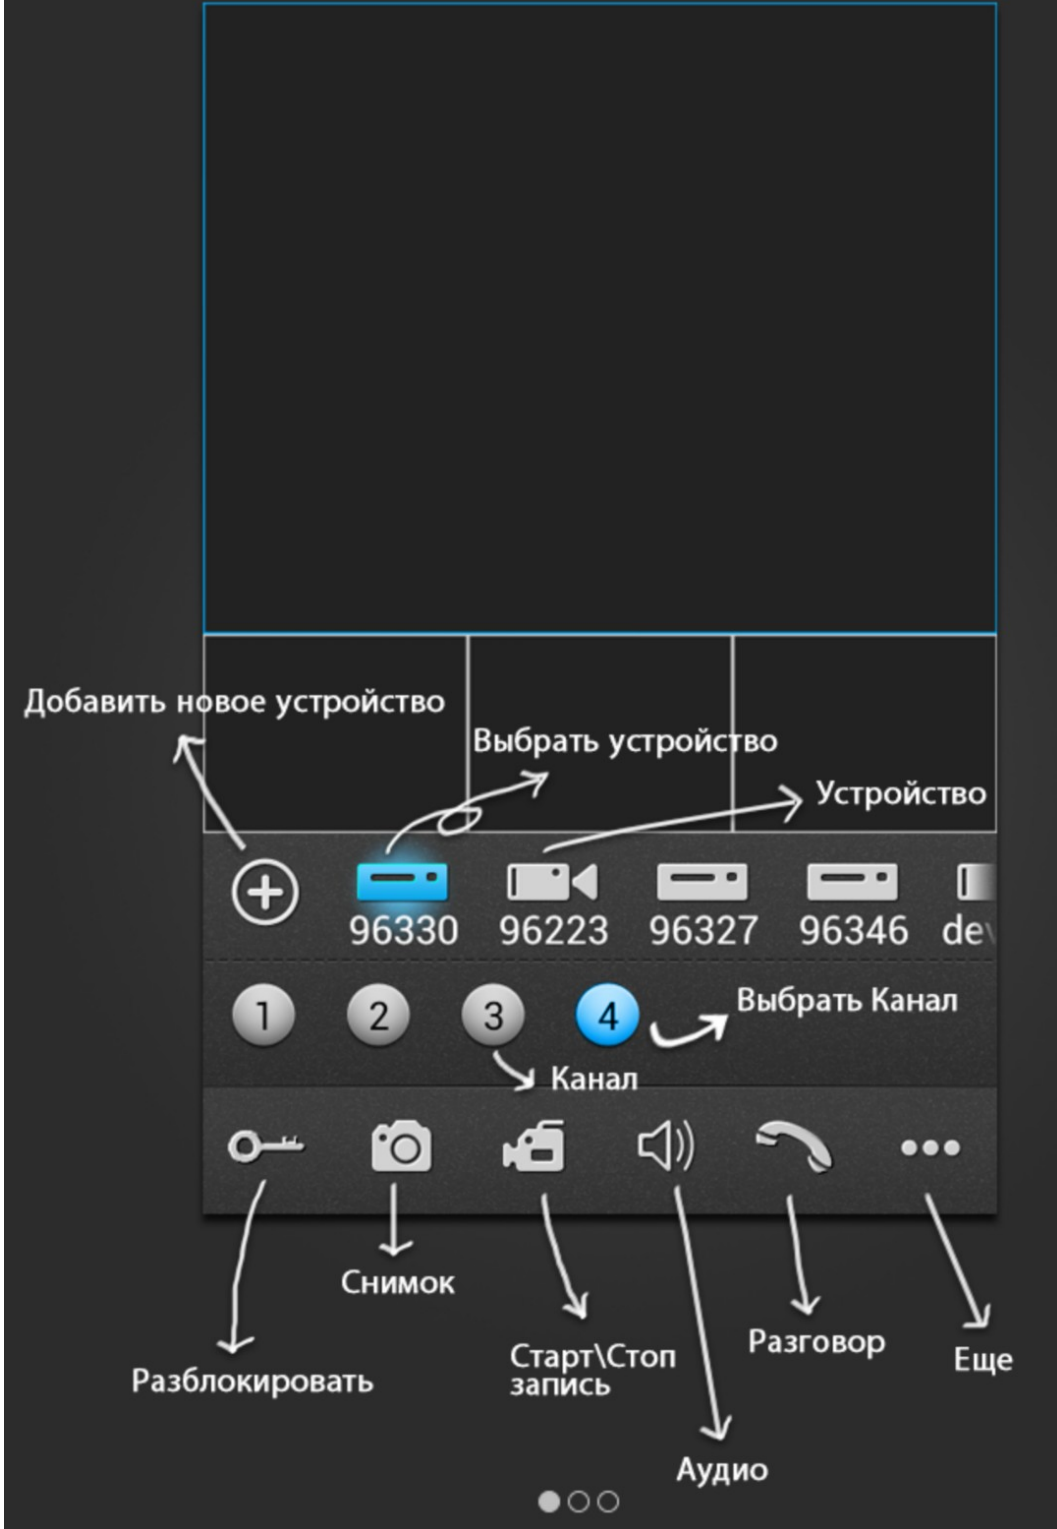 Добавить новое устройство
Выбрать устройство
Устройство
96330 96223 96327 96346 de
1 2 3 4
Выбрать Канал
Канал
Снимок
Разблокировать
Старт\Стоп
запись
Разговор
Еще
Аудио